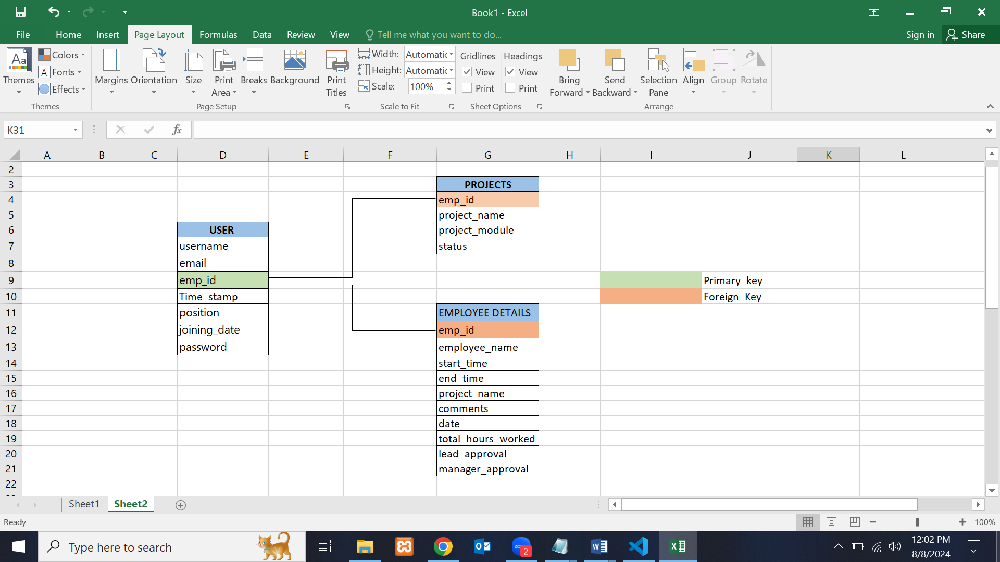 Book1 - Excel
File Home Insert Page Layout Formulas Data Review View Tell me what you want to do... Sign in Share
Aa Colors
A Fonts
Effects
Themes
Margins Orientation Size Print Area Breaks Background Print Titles
Width: Automatic
Height: Automatic
Scale: 100%
Gridlines Headings
View View
Print Print
Bring Forward Send Backward Selection Pane Align Group Rotate
Themes Page Setup Scale to Fit Sheet Options Arrange
K31 fx
A B C D E F G H I J K L
2
3 PROJECTS
4 emp_id
5 project_name
6 USER project_module
7 username status
8 email
9 emp_id Primary_key
10 Time_stamp Foreign_Key
11 position EMPLOYEE DETAILS
12 joining_date emp_id
13 password employee_name
14 start_time
15 end_time
16 project_name
17 comments
18 date
19 total_hours_worked
20 lead_approval
21 manager_approval
22
Sheet1 Sheet2
Ready 100%
Type here to search 2 12:02 PM
8/8/2024